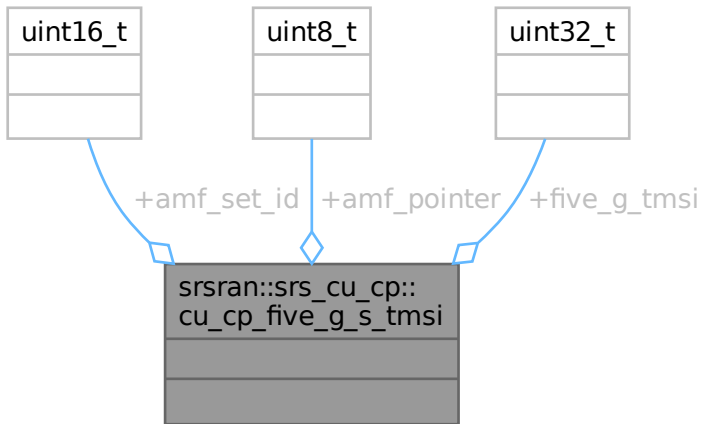 uint16_t
uint8_t
uint32_t
+amf_set_id
+amf_pointer
+five_g_tmsi
srsran::srs_cu_cp::
cu_cp_five_g_s_tmsi